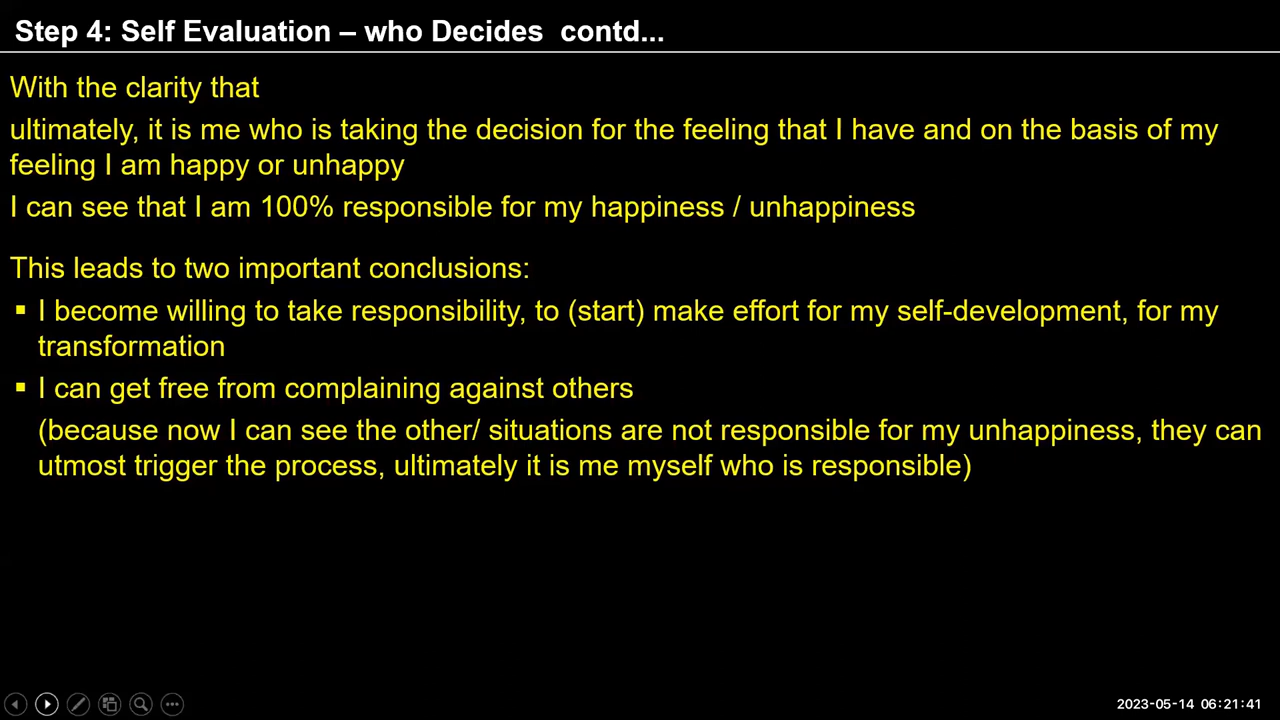 Step 4: Self Evaluation – who Decides  contd...
With the clarity that
ultimately, it is me who is taking the decision for the feeling that I have and on the basis of my
feeling I am happy or unhappy
I can see that I am 100% responsible for my happiness / unhappiness
This leads to two important conclusions:
▪ I become willing to take responsibility, to (start) make effort for my self-development, for my
transformation
▪ I can get free from complaining against others
(because now I can see the other/ situations are not responsible for my unhappiness, they can
utmost trigger the process, ultimately it is me myself who is responsible)
2023-05-14 06:21:41